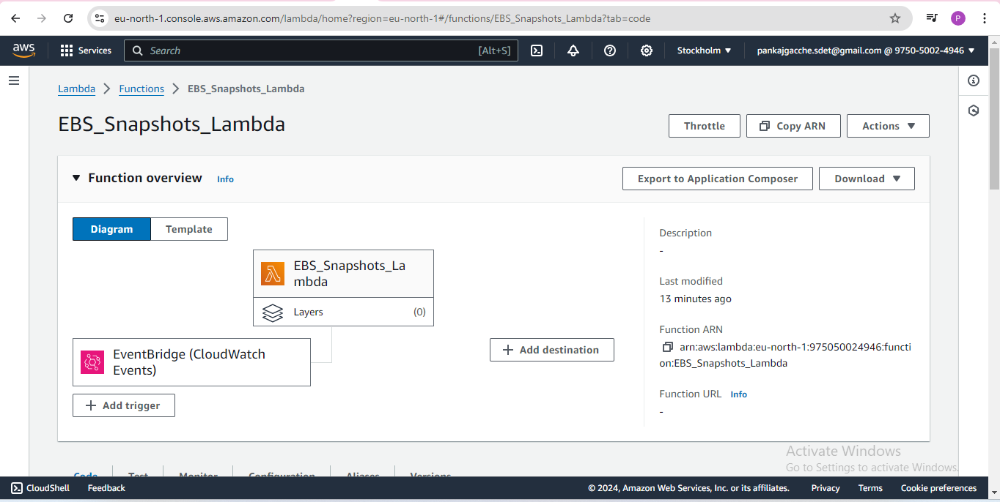 eu-north-1.console.aws.amazon.com/lambda/home?region=eu-north-1#/functions/EBS_Snapshots_Lambda?tab=code
P
aws
Services
Search
[Alt+S]
Stockholm ▼
pankajgacche.sdet@gmail.com @ 9750-5002-4946 ▼
Lambda > Functions > EBS_Snapshots_Lambda
EBS_Snapshots_Lambda
Throttle
Copy ARN
Actions ▼
▼ Function overview Info
Export to Application Composer
Download ▼
Diagram
Template
EBS_Snapshots_La
mbda
Layers (0)
EventBridge (CloudWatch
Events)
+ Add trigger
+ Add destination
Description
-
Last modified
13 minutes ago
Function ARN
arn:aws:lambda:eu-north-1:975050024946:functi
on:EBS_Snapshots_Lambda
Function URL Info
-
Activate Windows
Go to Settings to activate Windows.
Code Test Monitor Configuration Aliases Versions
CloudShell
Feedback
© 2024, Amazon Web Services, Inc. or its affiliates.
Privacy
Terms
Cookie preferences